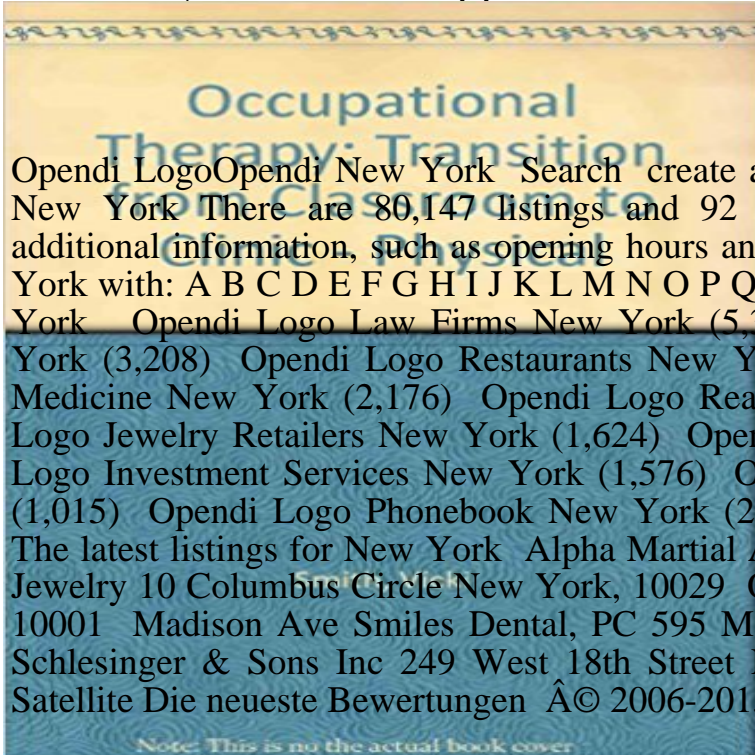 Occupational
Therapy: Transition
from Classroom to
Clinic - Physical
Opendi LogoOpendi New York Search create a
New York There are 80,147 listings and 92
additional information, such as opening hours an
York with: A B C D E F G H I J K L M N O P Q
York Opendi Logo Law Firms New York (5,
York (3,208) Opendi Logo Restaurants New Y
Medicine New York (2,176) Opendi Logo Rea
Logo Jewelry Retailers New York (1,624) Oper
Logo Investment Services New York (1,576) O
(1,015) Opendi Logo Phonebook New York (2
The latest listings for New York Alpha Martial
Jewelry 10 Columbus Circle New York, 10029
10001 Madison Ave Smiles Dental, PC 595 M
Schlesinger & Sons Inc 249 West 18th Street
Satellite Die neueste Bewertungen Â© 2006-201
Note: This is no the actual book cover